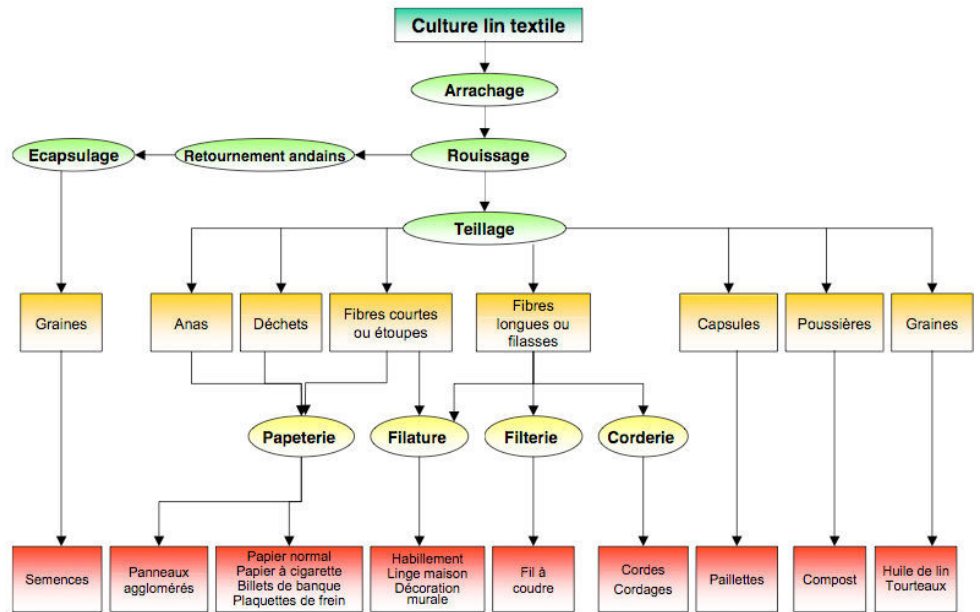 Culture lin textile
Arrachage
Ecapsulage
Retournement andains
Rouissage
Teillage
Graines
Anas
Déchets
Fibres courtes
ou étoupes
Fibres
longues ou
filasses
Capsules
Poussières
Graines
Papeterie
Filature
Filterie
Corderie
Semences
Panneaux
agglomérés
Papier normal
Papier à cigarette
Billets de banque
Plaquettes de frein
Habillement
Linge maison
Décoration
murale
Fil à
coudre
Cordes
Cordages
Paillettes
Compost
Huile de lin
Tourteaux